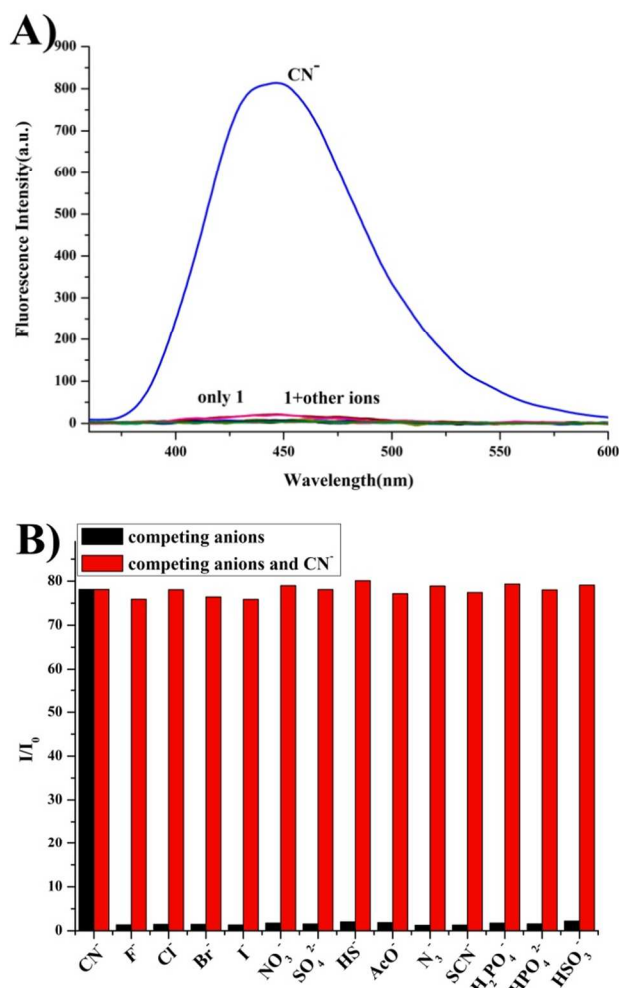 A)
900
800
700
600
500
400
300
200
100
0
Fluorescence Intensity(a.u.)
CN⁻
only 1 1+other ions
400 450 500 550 600
Wavelength(nm)
B)
competing anions
competing anions and CN⁻
80
70
60
50
40
30
20
10
0
I/I₀
CN⁻ F⁻ Cl⁻ Br⁻ I⁻ NO₃⁻ SO₄²⁻ HS⁻ AcO⁻ N₃⁻ SCN⁻ H₂PO₄⁻ HPO₄²⁻ HSO₃⁻